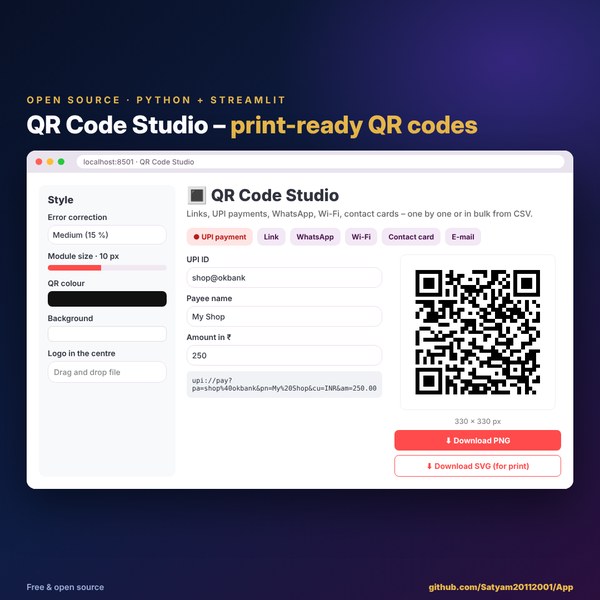 OPEN SOURCE · PYTHON + STREAMLIT
QR Code Studio – print-ready QR codes
localhost:8501 · QR Code Studio
Style
Error correction
Medium (15 %)
Module size · 10 px
QR colour
Background
Logo in the centre
Drag and drop file
QR Code Studio
Links, UPI payments, WhatsApp, Wi-Fi, contact cards – one by one or in bulk from CSV.
UPI payment Link WhatsApp Wi-Fi Contact card E-mail
UPI ID
shop@okbank
Payee name
My Shop
Amount in ₹
250
upi://pay?
pa=shop%40okbank&pn=My%20Shop&cu=INR&am=250.00
330 × 330 px
⬇ Download PNG
⬇ Download SVG (for print)
Free & open source
github.com/Satyam20112001/App